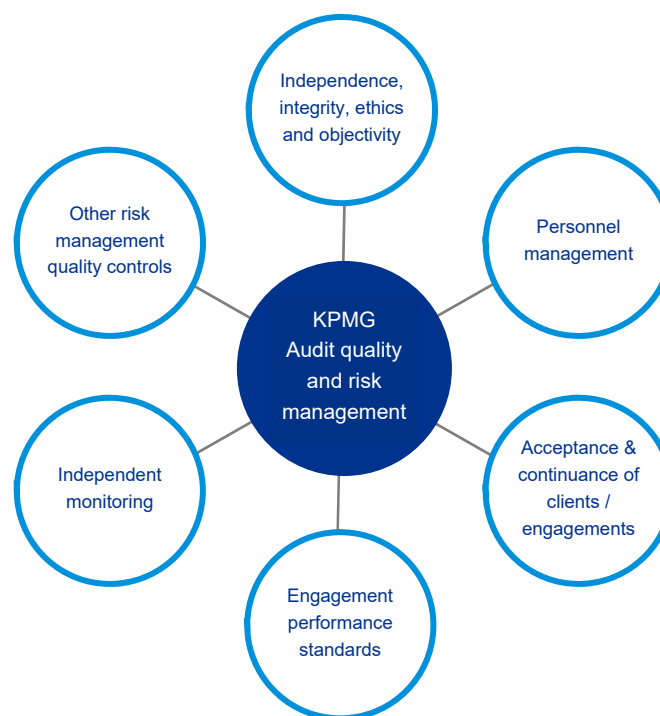 Independence,
integrity, ethics
and objectivity
Other risk
management
quality controls
Personnel
management
KPMG
Audit quality
and risk
management
Independent
monitoring
Acceptance &
continuance of
clients /
engagements
Engagement
performance
standards